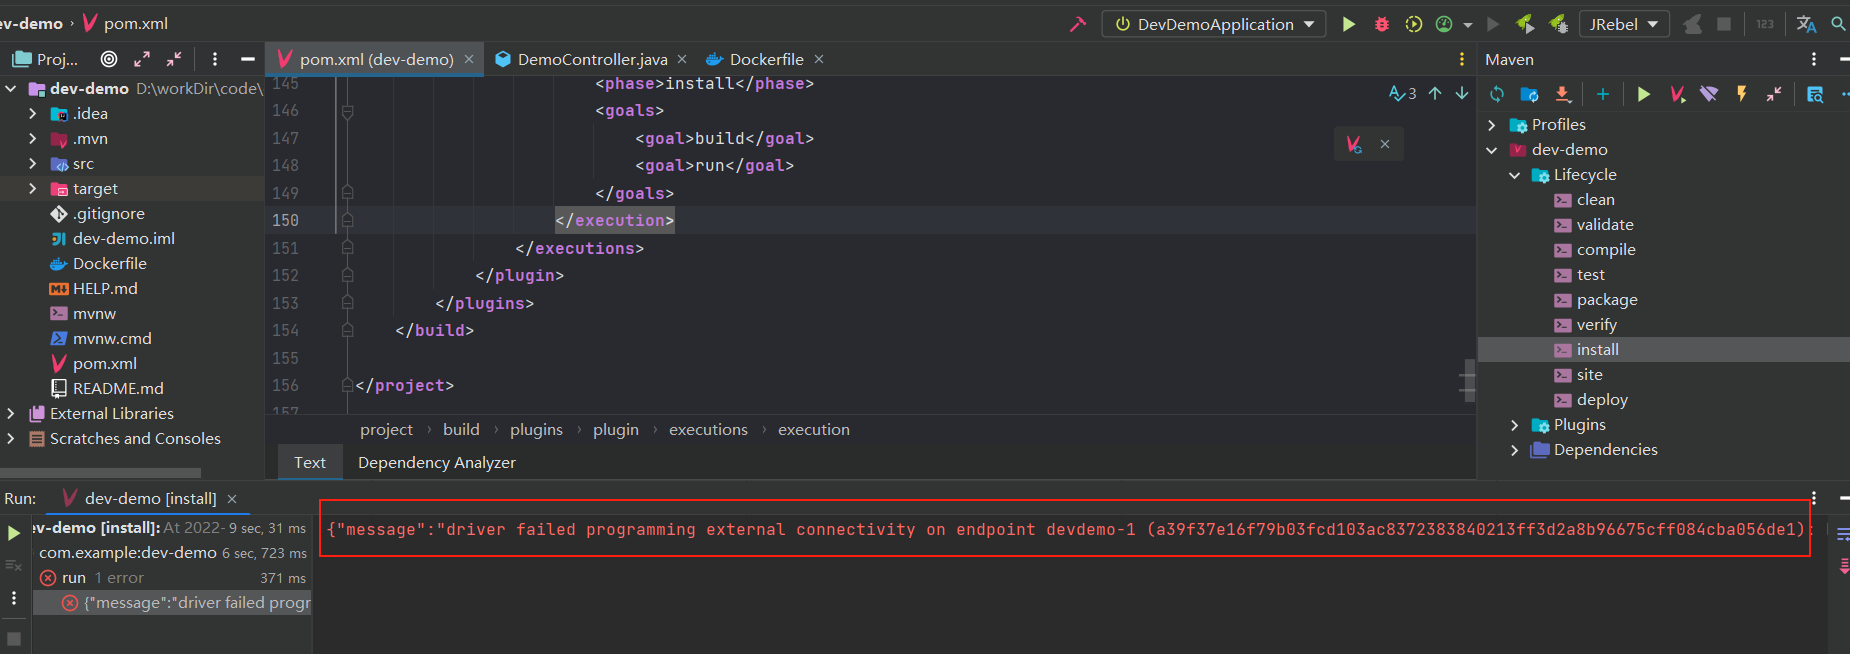 ev-demo › pom.xml
DevDemoApplication
JRebel
123
Proj...
pom.xml (dev-demo)
DemoController.java
Dockerfile
Maven
dev-demo D:\workDir\code\
.idea
.mvn
src
target
.gitignore
dev-demo.iml
Dockerfile
HELP.md
mvnw
mvnw.cmd
pom.xml
README.md
External Libraries
Scratches and Consoles
145 <phase>install</phase>
146 <goals>
147 <goal>build</goal>
148 <goal>run</goal>
149 </goals>
150 </execution>
151 </executions>
152 </plugin>
153 </plugins>
154 </build>
155
156 </project>
157
3
project › build › plugins › plugin › executions › execution
Text Dependency Analyzer
Profiles
dev-demo
Lifecycle
clean
validate
compile
test
package
verify
install
site
deploy
Plugins
Dependencies
Run: dev-demo [install]
ev-demo [install]: At 2022- 9 sec, 31 ms
com.example:dev-demo 6 sec, 723 ms
run 1 error 371 ms
{"message":"driver failed progr
{"message":"driver failed programming external connectivity on endpoint devdemo-1 (a39f37e16f79b03fcd103ac8372383840213ff3d2a8b96675cff084cba056de1):